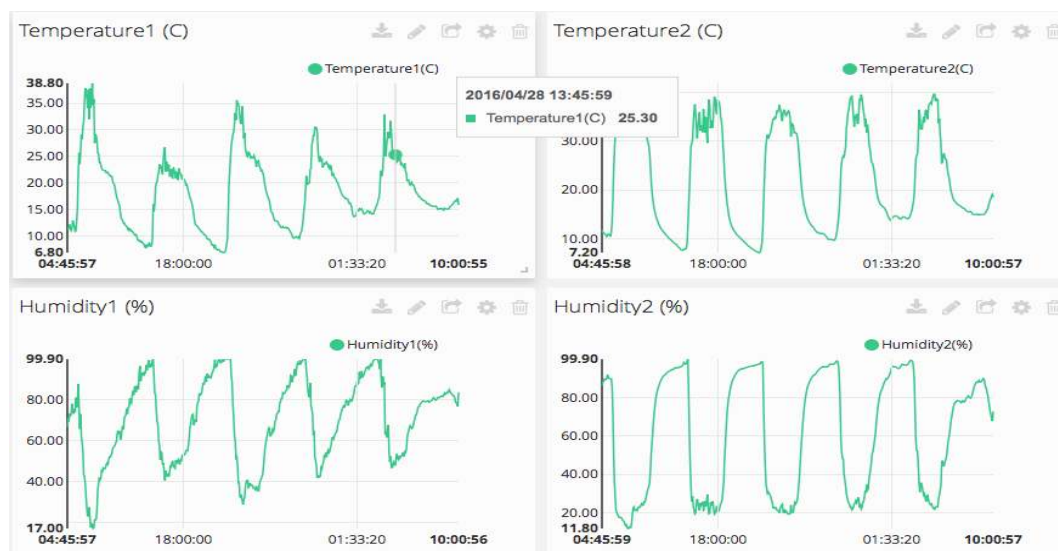 Temperature1 (C)
Temperature1(C)
38.80
35.00
30.00
25.00
20.00
15.00
10.00
6.80
04:45:57 18:00:00 01:33:20 10:00:55
2016/04/28 13:45:59
Temperature1(C) 25.30
Temperature2 (C)
Temperature2(C)
30.00
20.00
10.00
7.20
04:45:58 18:00:00 01:33:20 10:00:57
Humidity1 (%)
Humidity1(%)
99.90
80.00
60.00
40.00
17.00
04:45:57 18:00:00 01:33:20 10:00:56
Humidity2 (%)
Humidity2(%)
99.90
80.00
60.00
40.00
20.00
11.80
04:45:59 18:00:00 01:33:20 10:00:57